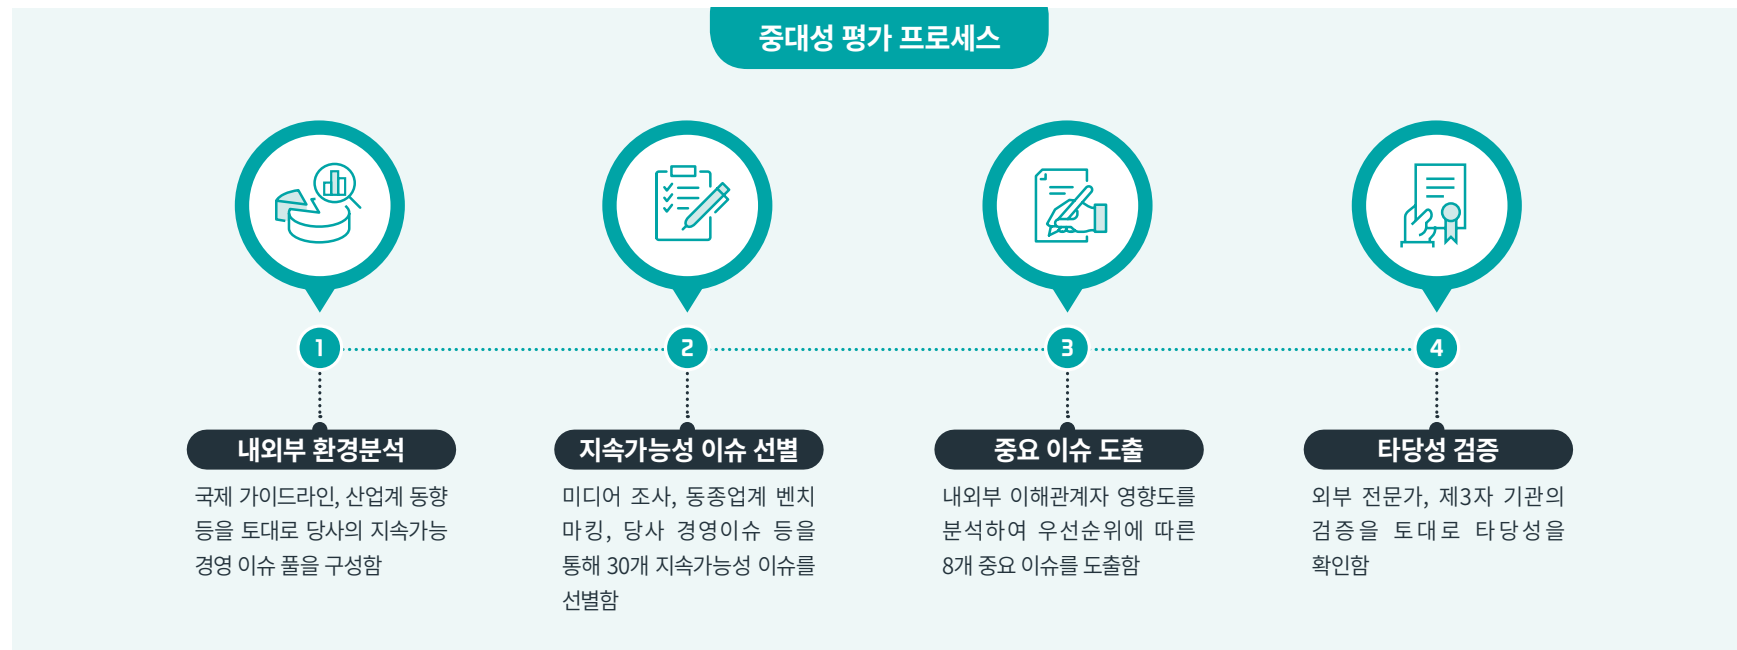 중대성 평가 프로세스
1
2
3
4
내외부 환경분석
국제 가이드라인, 산업계 동향
등을 토대로 당사의 지속가능
경영 이슈 풀을 구성함
지속가능성 이슈 선별
미디어 조사, 동종업계 벤치
마킹, 당사 경영이슈 등을
통해 30개 지속가능성 이슈를
선별함
중요 이슈 도출
내외부 이해관계자 영향도를
분석하여 우선순위에 따른
8개 중요 이슈를 도출함
타당성 검증
외부 전문가, 제3자 기관의
검증을 토대로 타당성을
확인함